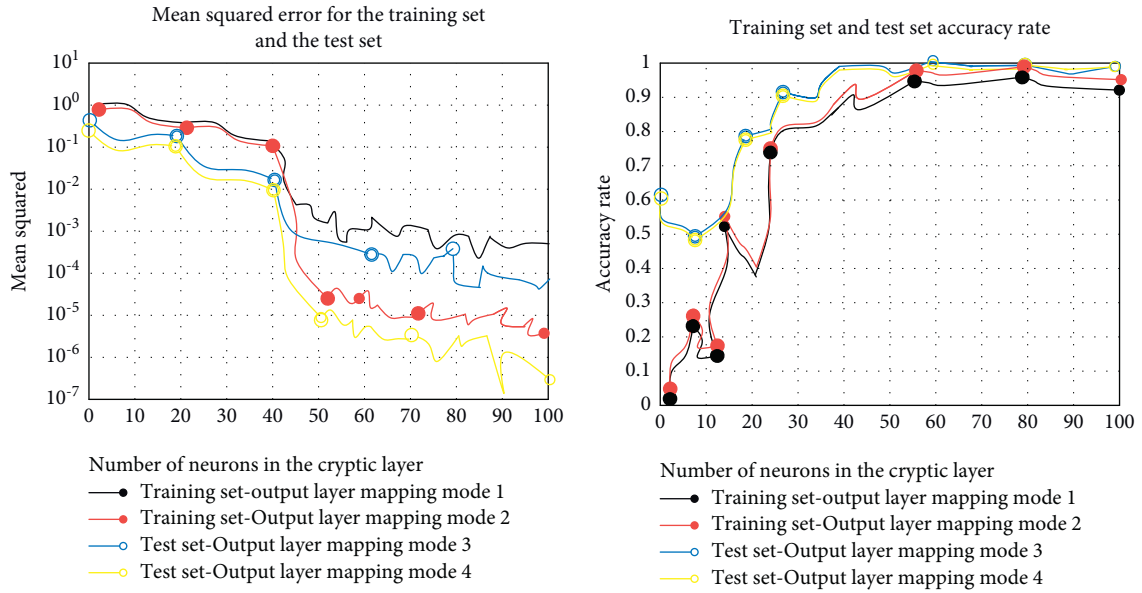 Mean squared error for the training set
and the test set
Mean squared
10^1
10^0
10^-1
10^-2
10^-3
10^-4
10^-5
10^-6
10^-7
0 10 20 30 40 50 60 70 80 90 100
Number of neurons in the cryptic layer
Training set-output layer mapping mode 1
Training set-Output layer mapping mode 2
Test set-Output layer mapping mode 3
Test set-Output layer mapping mode 4
Training set and test set accuracy rate
Accuracy rate
1
0.9
0.8
0.7
0.6
0.5
0.4
0.3
0.2
0.1
0
0 10 20 30 40 50 60 70 80 90 100
Number of neurons in the cryptic layer
Training set-output layer mapping mode 1
Training set-Output layer mapping mode 2
Test set-Output layer mapping mode 3
Test set-Output layer mapping mode 4